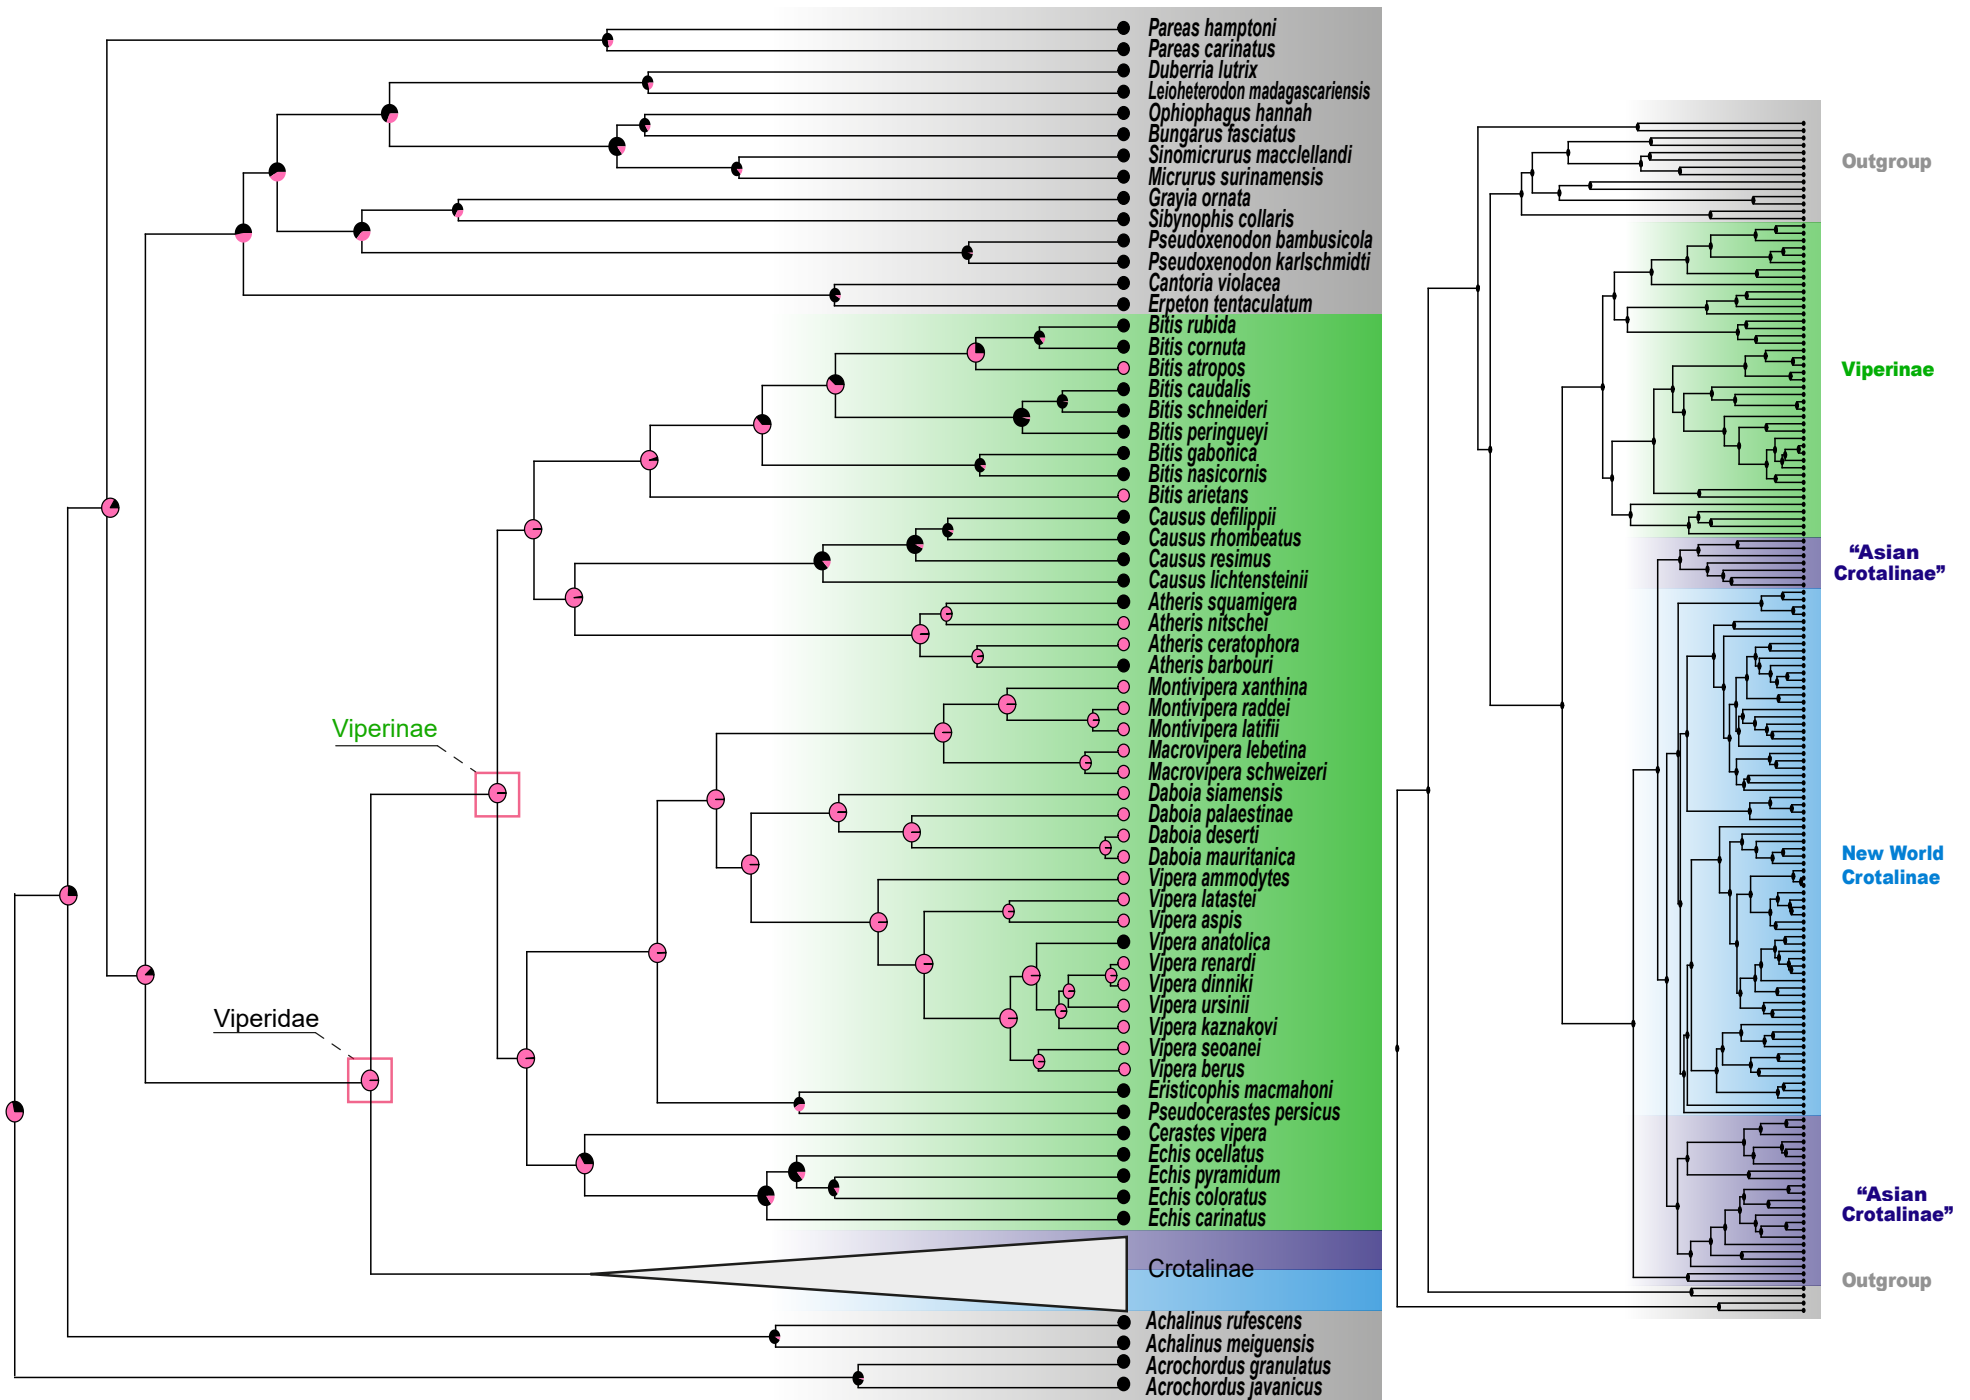 Pareas hamptoni
Pareas carinatus
Duberria lutrix
Leioheterodon madagascariensis
Ophiophagus hannah
Bungarus fasciatus
Sinomicrurus macclellandi
Micrurus surinamensis
Grayia ornata
Sibynophis collaris
Pseudoxenodon bambusicola
Pseudoxenodon karlschmidti
Cantoria violacea
Erpeton tentaculatum
Bitis rubida
Bitis cornuta
Bitis atropos
Bitis caudalis
Bitis schneideri
Bitis peringueyi
Bitis gabonica
Bitis nasicornis
Bitis arietans
Causus defilippii
Causus rhombeatus
Causus resimus
Causus lichtensteinii
Atheris squamigera
Atheris nitschei
Atheris ceratophora
Atheris barbouri
Montivipera xanthina
Montivipera raddei
Montivipera latifii
Macrovipera lebetina
Macrovipera schweizeri
Daboia siamensis
Daboia palaestinae
Daboia deserti
Daboia mauritanica
Vipera ammodytes
Vipera latastei
Vipera aspis
Vipera anatolica
Vipera renardi
Vipera dinniki
Vipera ursinii
Vipera kaznakovi
Vipera seoanei
Vipera berus
Eristicophis macmahoni
Pseudocerastes persicus
Cerastes vipera
Echis ocellatus
Echis pyramidum
Echis coloratus
Echis carinatus
Crotalinae
Achalinus rufescens
Achalinus meiguensis
Acrochordus granulatus
Acrochordus javanicus
Viperinae
Viperidae
Outgroup
Viperinae
“Asian
Crotalinae”
New World
Crotalinae
“Asian
Crotalinae”
Outgroup